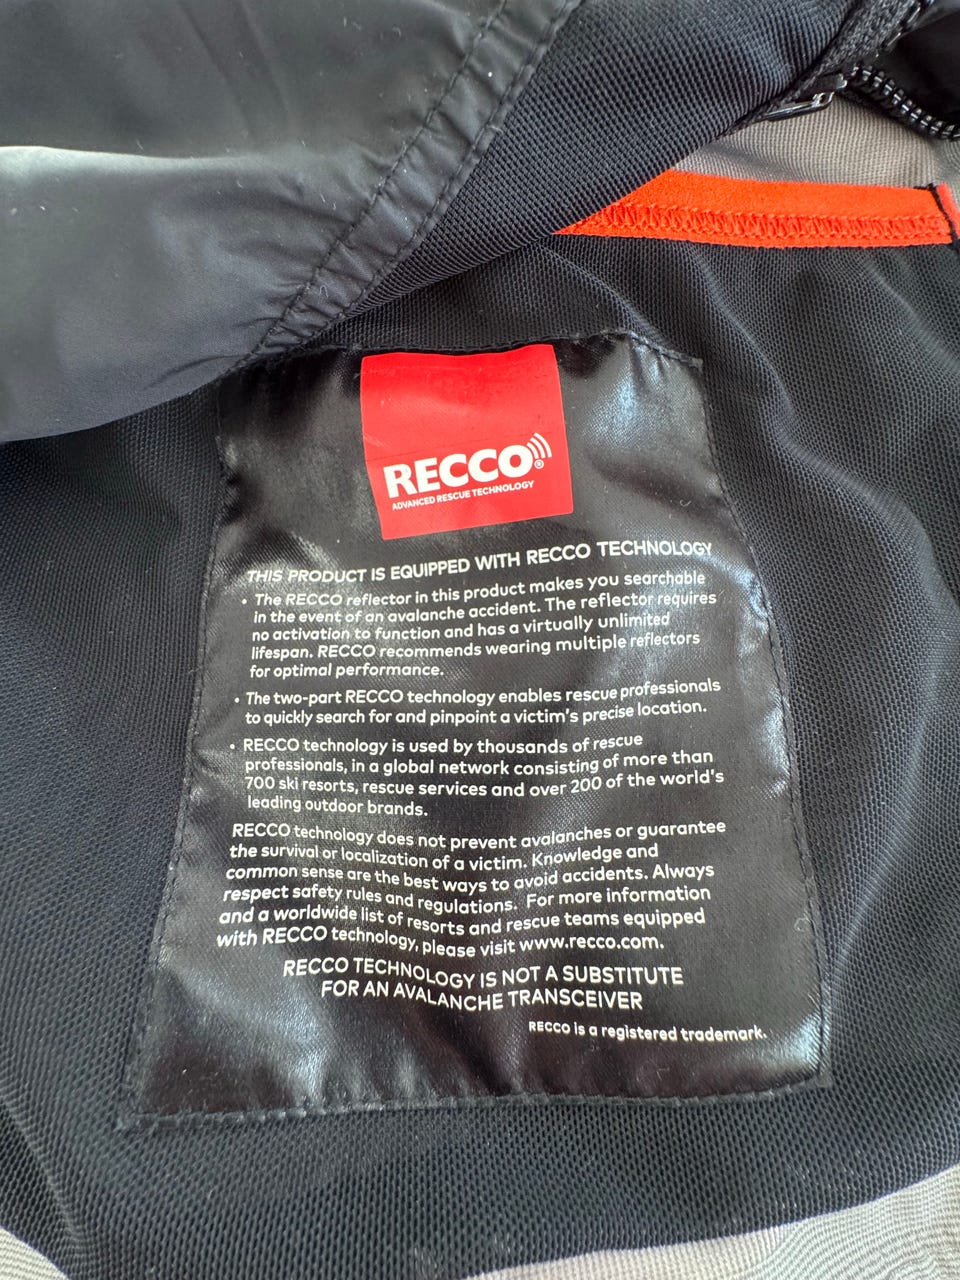 RECCO®
ADVANCED RESCUE TECHNOLOGY
THIS PRODUCT IS EQUIPPED WITH RECCO TECHNOLOGY
• The RECCO reflector in this product makes you searchable
in the event of an avalanche accident. The reflector requires
no activation to function and has a virtually unlimited
lifespan. RECCO recommends wearing multiple reflectors
for optimal performance.
• The two-part RECCO technology enables rescue professionals
to quickly search for and pinpoint a victim's precise location.
• RECCO technology is used by thousands of rescue
professionals, in a global network consisting of more than
700 ski resorts, rescue services and over 200 of the world's
leading outdoor brands.
RECCO technology does not prevent avalanches or guarantee
the survival or localization of a victim. Knowledge and
common sense are the best ways to avoid accidents. Always
respect safety rules and regulations. For more information
and a worldwide list of resorts and rescue teams equipped
with RECCO technology, please visit www.recco.com.
RECCO TECHNOLOGY IS NOT A SUBSTITUTE
FOR AN AVALANCHE TRANSCEIVER
RECCO is a registered trademark.